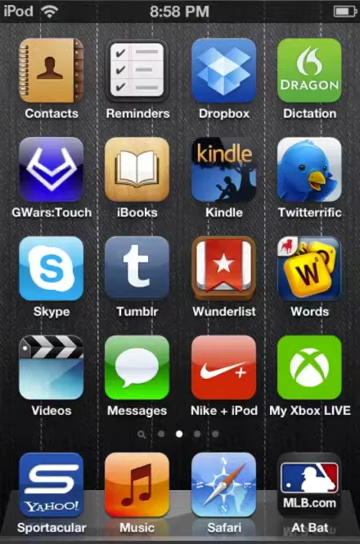 iPod 8:58 PM
DRAGON
Contacts Reminders Dropbox Dictation
kindle
GWars:Touch iBooks Kindle Twitterrific
S t W
Skype Tumblr Wunderlist Words
Videos Messages Nike + iPod My Xbox LIVE
S
YAHOO! MLB.com
Sportacular Music Safari At Bat